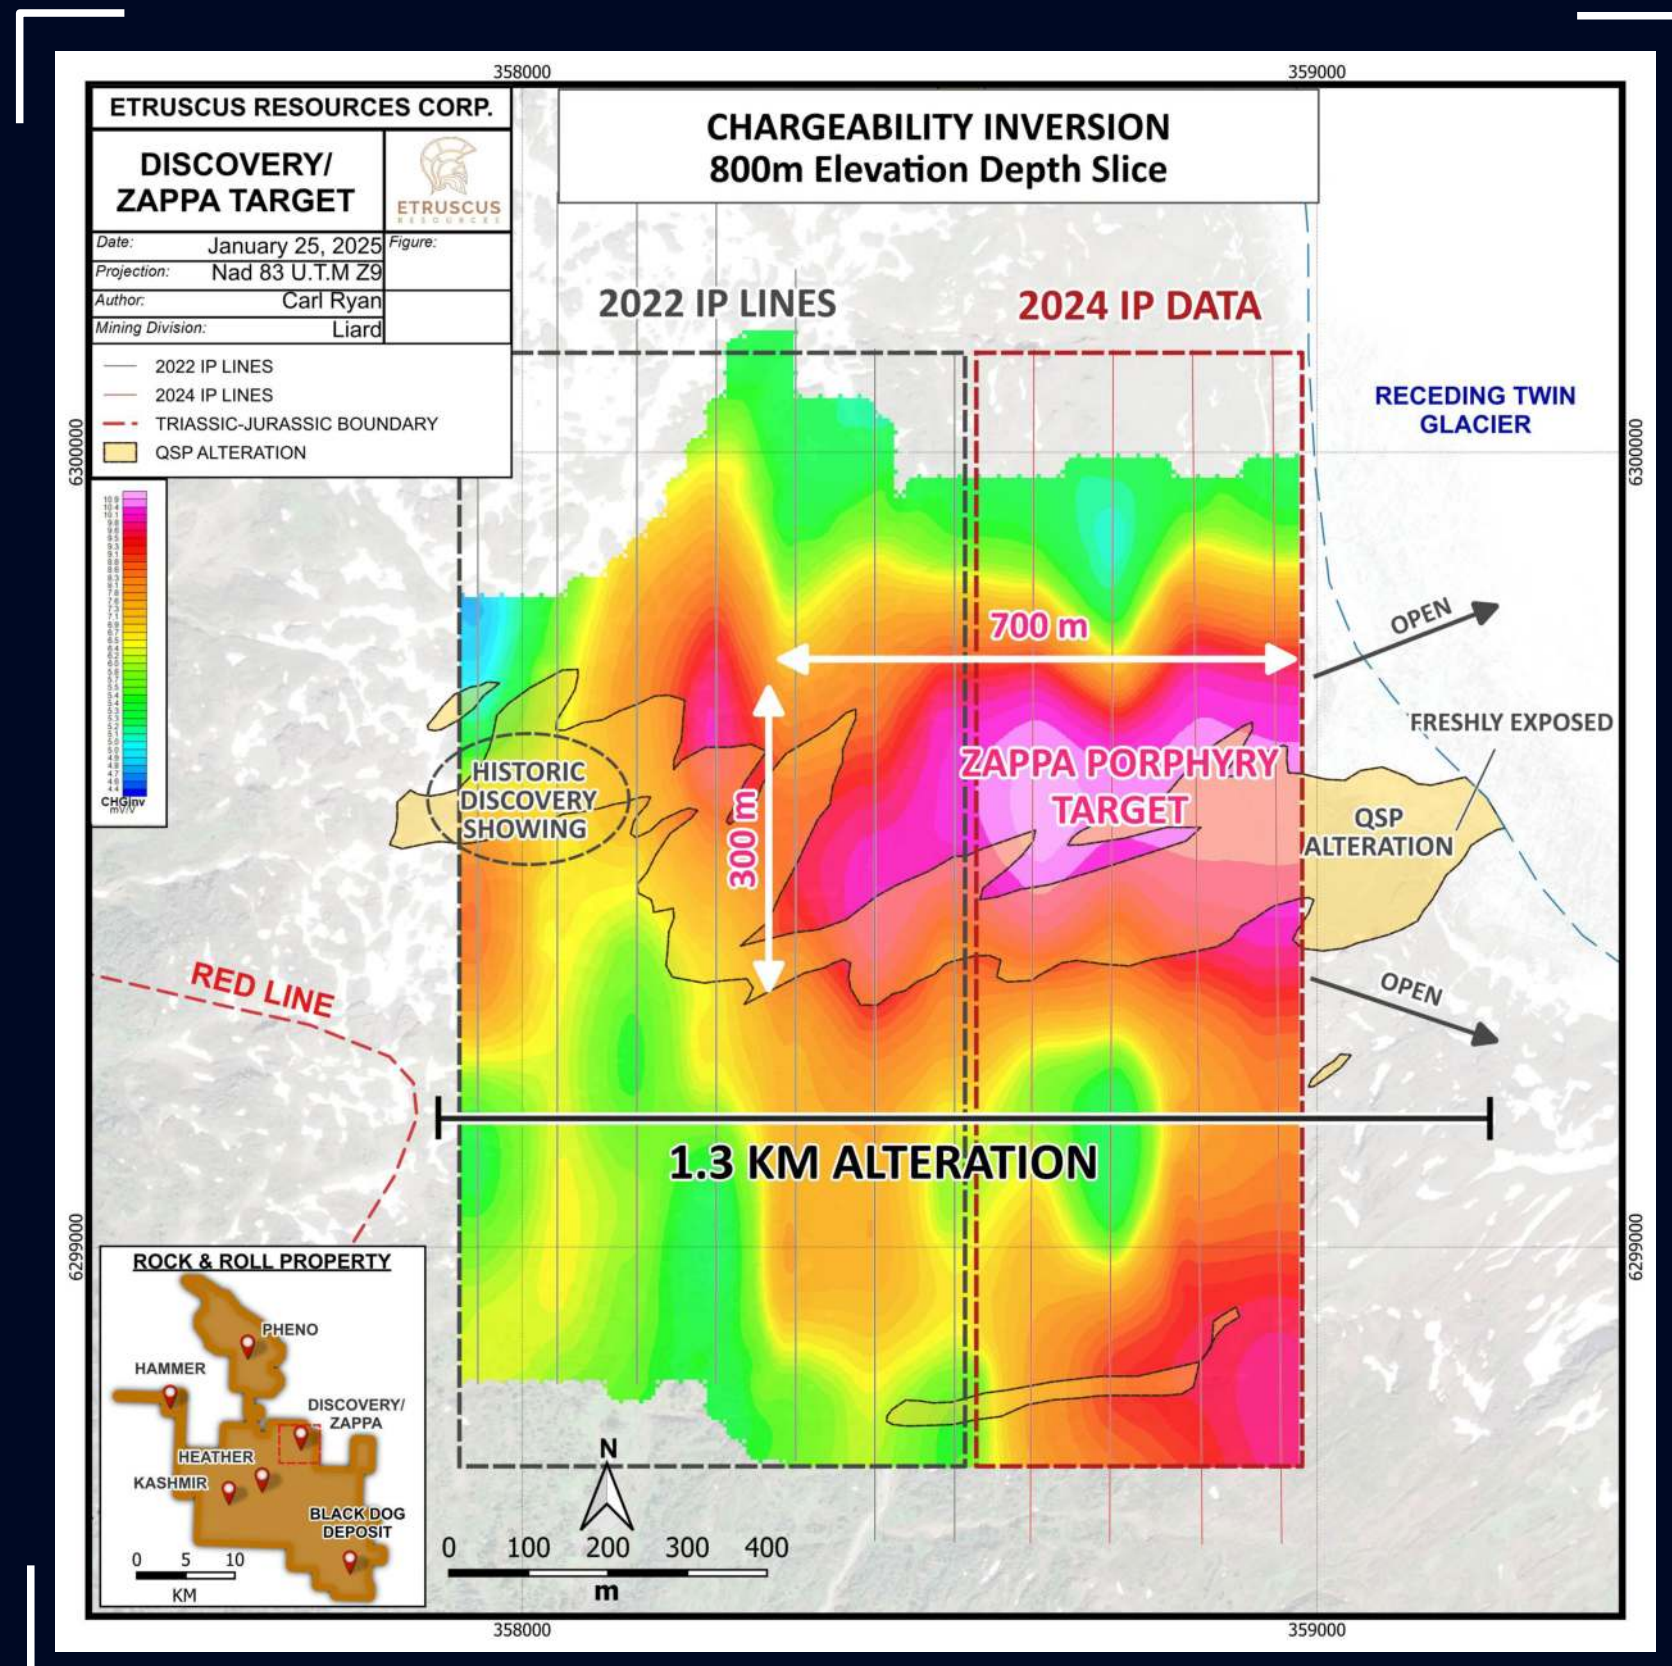 358000
359000
ETRUSCUS RESOURCES CORP.
DISCOVERY/
ZAPPA TARGET
ETRUSCUS
RESOURCES
Date: January 25, 2025 Figure:
Projection: Nad 83 U.T.M Z9
Author: Carl Ryan
Mining Division: Liard
2022 IP LINES
2024 IP LINES
TRIASSIC-JURASSIC BOUNDARY
QSP ALTERATION
CHARGEABILITY INVERSION
800m Elevation Depth Slice
2022 IP LINES
2024 IP DATA
RECEDING TWIN
GLACIER
6300000
6300000
CHGinv
mV/V
700 m
OPEN
FRESHLY EXPOSED
HISTORIC
DISCOVERY
SHOWING
300 m
ZAPPA PORPHYRY
TARGET
QSP
ALTERATION
RED LINE
OPEN
1.3 KM ALTERATION
6299000
6299000
ROCK & ROLL PROPERTY
PHENO
HAMMER
DISCOVERY/
ZAPPA
HEATHER
KASHMIR
BLACK DOG
DEPOSIT
0 5 10
KM
N
0 100 200 300 400
m
358000
359000